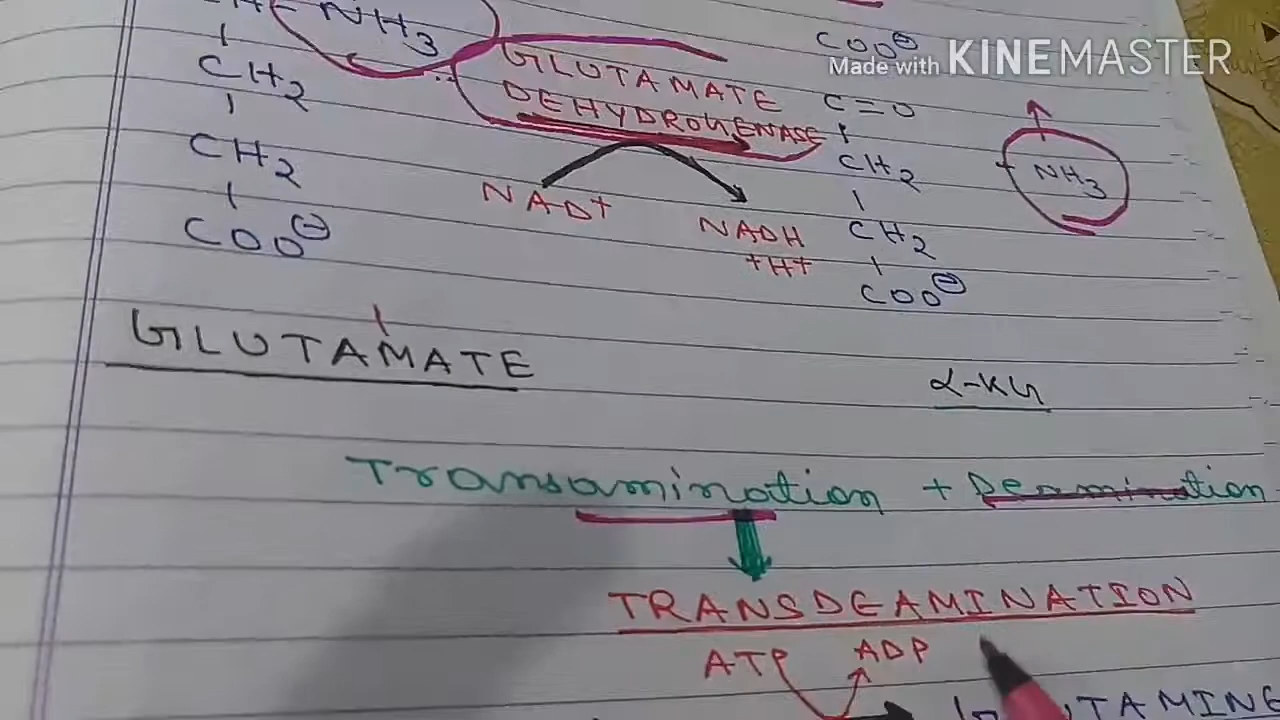 NH3
COO⊖
Made with KINEMASTER
CH2
GLUTAMATE
C=O
DEHYDROGENASE
NH3
CH2
CH2
NAD+
NADH
+H+
CH2
COO⊖
COO⊖
GLUTAMATE
α-KG
Transamination + Deamination
TRANSDEAMINATION
ATP ADP